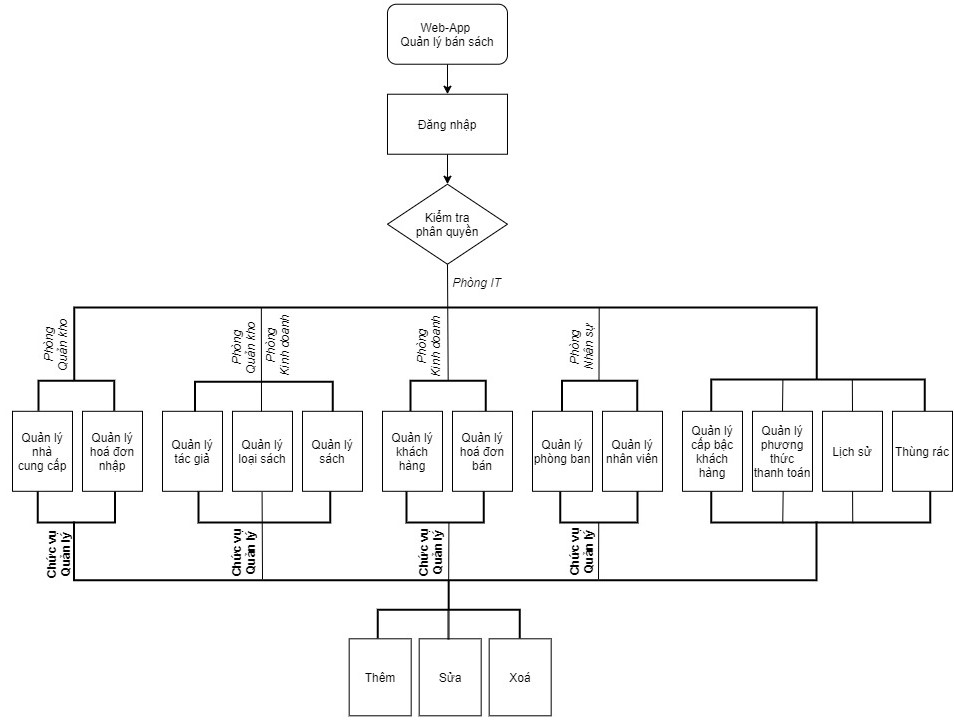 Web-App
Quản lý bán sách
Đăng nhập
Kiểm tra
phân quyền
Phòng IT
Phòng
Quản kho
Phòng
Quản kho
Phòng
Kinh doanh
Phòng
Kinh doanh
Phòng
Nhân sự
Quản lý
nhà
cung cấp
Quản lý
hoá đơn
nhập
Quản lý
tác giả
Quản lý
loại sách
Quản lý
sách
Quản lý
khách
hàng
Quản lý
hoá đơn
bán
Quản lý
phòng ban
Quản lý
nhân viên
Quản lý
cấp bậc
khách
hàng
Quản lý
phương
thức
thanh toán
Lịch sử
Thùng rác
Chức vụ
Quản lý
Chức vụ
Quản lý
Chức vụ
Quản lý
Chức vụ
Quản lý
Thêm
Sửa
Xoá